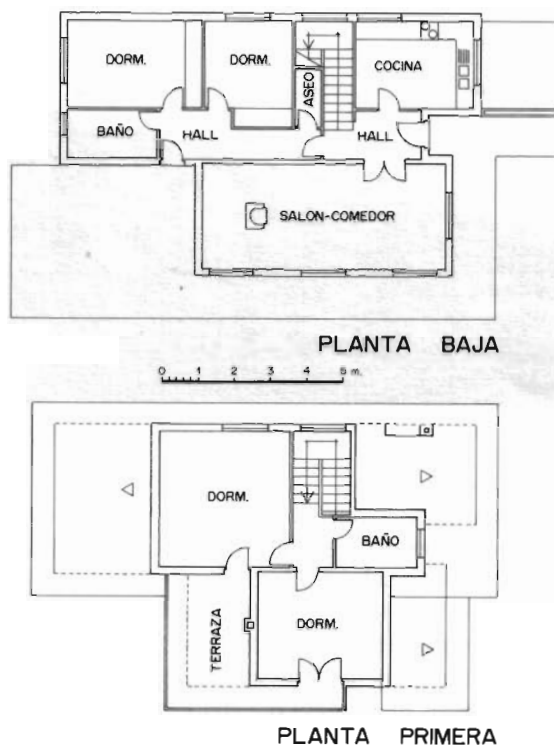 DORM.
DORM.
ASEO
COCINA
BAÑO
HALL
HALL
SALON-COMEDOR
PLANTA BAJA
0 1 2 3 4 5 m.
DORM.
BAÑO
TERRAZA
DORM.
PLANTA PRIMERA